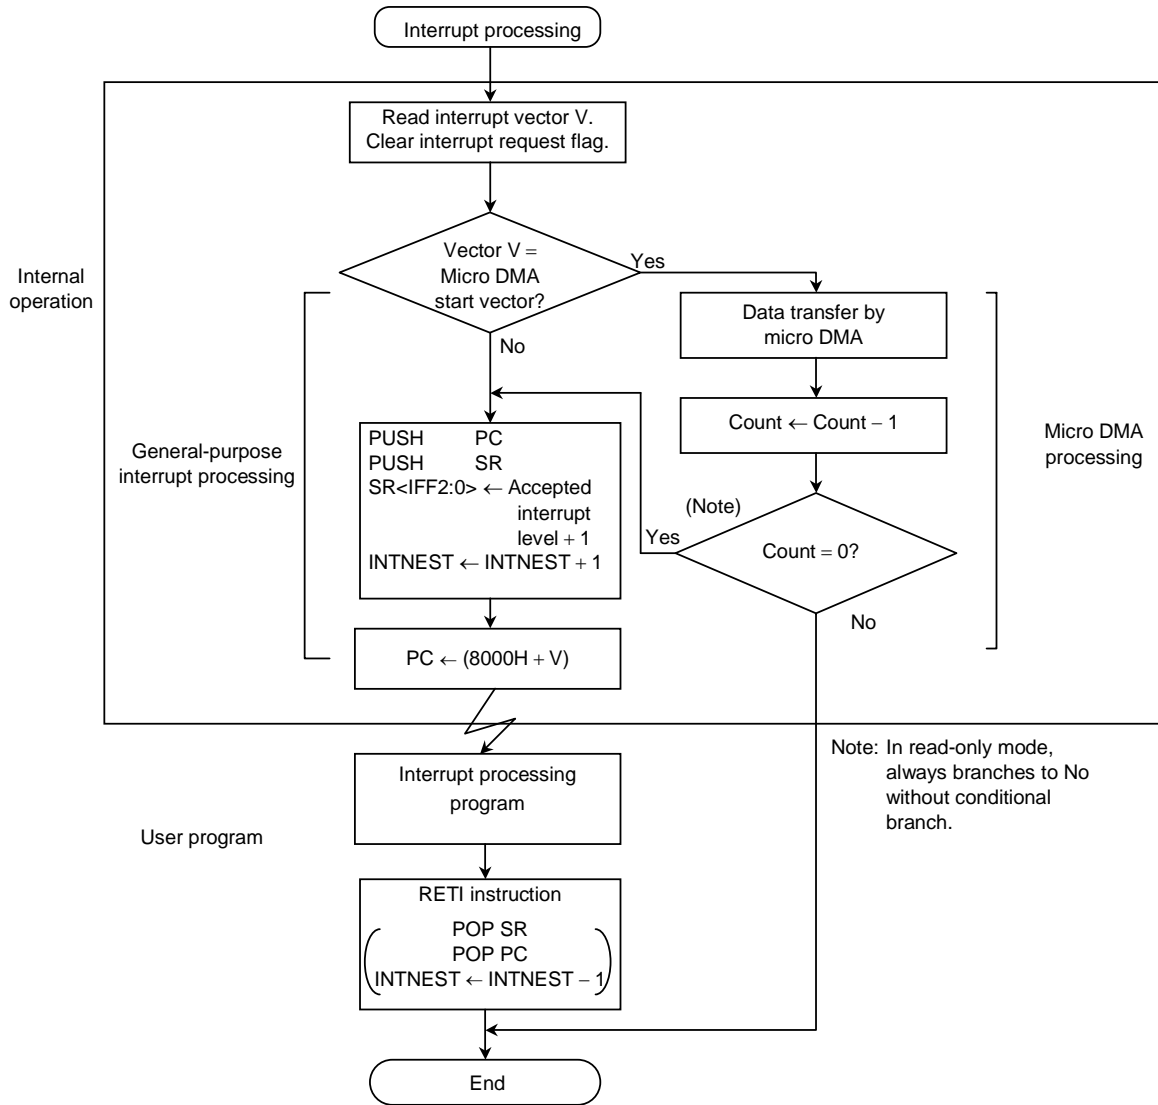 Interrupt processing
Read interrupt vector V.
Clear interrupt request flag.
Vector V =
Micro DMA
start vector?
Yes
No
Internal
operation
Data transfer by
micro DMA
Count ← Count − 1
Micro DMA
processing
(Note)
Yes
Count = 0?
No
General-purpose
interrupt processing
PUSH PC
PUSH SR
SR<IFF2:0> ← Accepted
interrupt
level + 1
INTNEST ← INTNEST + 1
PC ← (8000H + V)
Note: In read-only mode,
always branches to No
without conditional
branch.
Interrupt processing
program
User program
RETI instruction
POP SR
POP PC
INTNEST ← INTNEST − 1
End